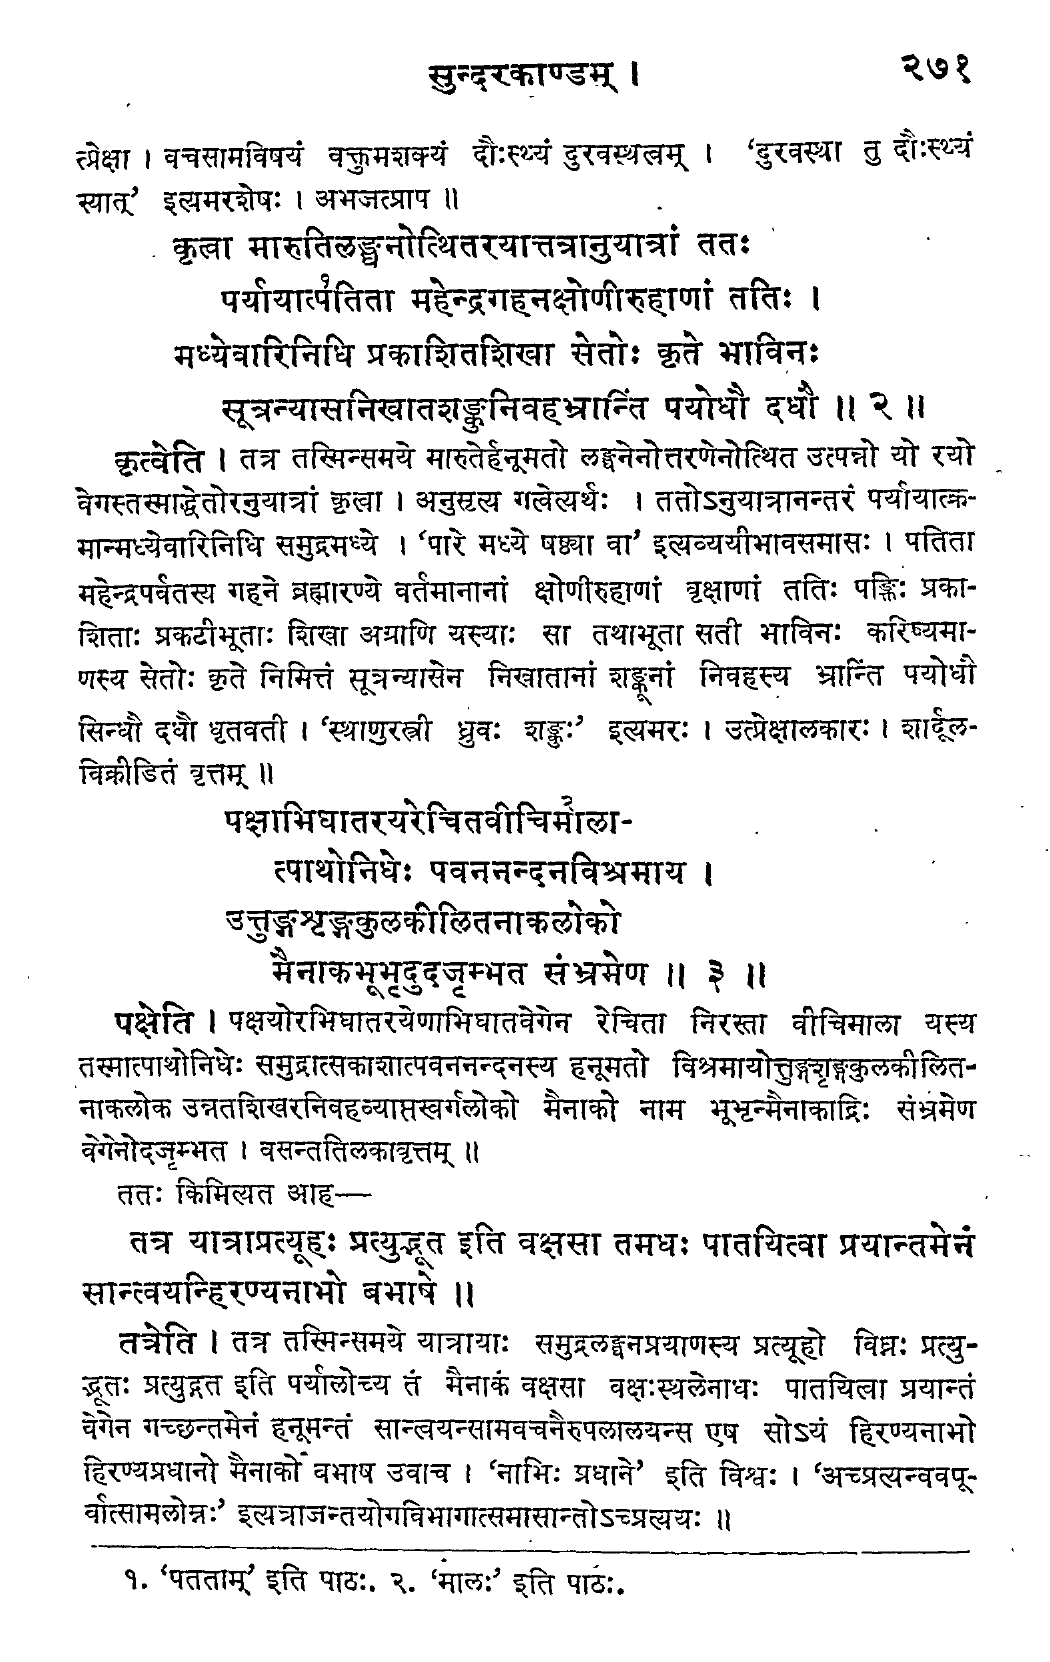 सुन्दरकाण्डम् । २७१
त्प्रेक्षा । वचसामविषयं वक्तुमशक्यं दौःस्थ्यं दुरवस्थत्वम् । ‘दुरवस्था तु दौःस्थ्यं
स्यात्’ इत्यमरशेषः । अभजत्प्राप ॥
कृत्वा मारुतिलङ्घनोत्थितरयात्तत्रानुयात्रां ततः
पर्यायात्पतिता१ महेन्द्रगहनक्षोणीरुहाणां ततिः ।
मध्येवारिनिधि प्रकाशितशिखा सेतोः कृते भाविनः
सूत्रन्यासनिखातशङ्कुनिवहभ्रान्तिं पयोधौ दधौ ॥ २ ॥
कृत्वेति । तत्र तस्मिन्समये मारुतेर्हनूमतो लङ्घनेनोत्तरणेनोत्थित उत्पन्नो यो रयो
वेगस्तस्माद्धेतोरनुयात्रां कृत्वा । अनुसृत्य गत्वेत्यर्थः । ततोऽनुयात्रानन्तरं पर्यायात्क्र-
मान्मध्येवारिनिधि समुद्रमध्ये । ‘पारे मध्ये षष्ठ्या वा’ इत्यव्ययीभावसमासः । पतिता
महेन्द्रपर्वतस्य गहने व्रह्मारण्ये वर्तमानानां क्षोणीरुहाणां वृक्षाणां ततिः पङ्क्तिः प्रका-
शिताः प्रकटीभूताः शिखा अग्राणि यस्याः सा तथाभूता सती भाविनः करिष्यमा-
णस्य सेतोः कृते निमित्तं सूत्रन्यासेन निखातानां शङ्कूनां निवहस्य भ्रान्तिं पयोधौ
सिन्धौ दधौ धृतवती । ‘स्थाणुरस्त्री ध्रुवः शङ्कुः’ इत्यमरः । उत्प्रेक्षालकारः । शार्दूल-
विक्रीडितं वृत्तम् ॥
पक्षाभिघातरयरेचितवीचिमाला२-
त्पाथोनिधेः पवननन्दनविश्रमाय ।
उत्तुङ्गशृङ्गकुलकीलितनाकलोको
मैनाकभूभृदुदजृम्भत संभ्रमेण ॥ ३ ॥
पक्षेति । पक्षयोरभिघातरयेणाभिघातवेगेन रेचिता निरस्ता वीचिमाला यस्य
तस्मात्पाथोनिधेः समुद्रात्सकाशात्पवननन्दनस्य हनूमतो विश्रमायोत्तुङ्गशृङ्गकुलकीलित-
नाकलोक उन्नतशिखरनिवहव्याप्तस्वर्गलोको मैनाको नाम भूभृन्मैनाकाद्रिः संभ्रमेण
वेगेनोदजृम्भत । वसन्ततिलकावृत्तम् ॥
ततः किमित्यत आह—
तत्र यात्राप्रत्यूहः प्रत्युद्भूत इति वक्षसा तमधः पातयित्वा प्रयान्तमेनं
सान्त्वयन्हिरण्यनाभो बभाषे ॥
तत्रेति । तत्र तस्मिन्समये यात्रायाः समुद्रलङ्घनप्रयाणस्य प्रत्यूहो विघ्नः प्रत्यु-
द्भूतः प्रत्युद्गत इति पर्यालोच्य तं मैनाकं वक्षसा वक्षःस्थलेनाधः पातयित्वा प्रयान्तं
वेगेन गच्छन्तमेनं हनूमन्तं सान्त्वयन्सामवचनैरुपलालयन्स एष सोऽयं हिरण्यनाभो
हिरण्यप्रधानो मैनाको वभाष उवाच । ‘नाभिः प्रधाने’ इति विश्वः । ‘अच्प्रत्यन्ववपू-
र्वात्सामलोम्नः’ इत्यत्राजन्तयोगविभागात्समासान्तोऽच्प्रत्ययः ॥
१. ‘पतताम्’ इति पाठः. २. ‘मालः’ इति पाठः.